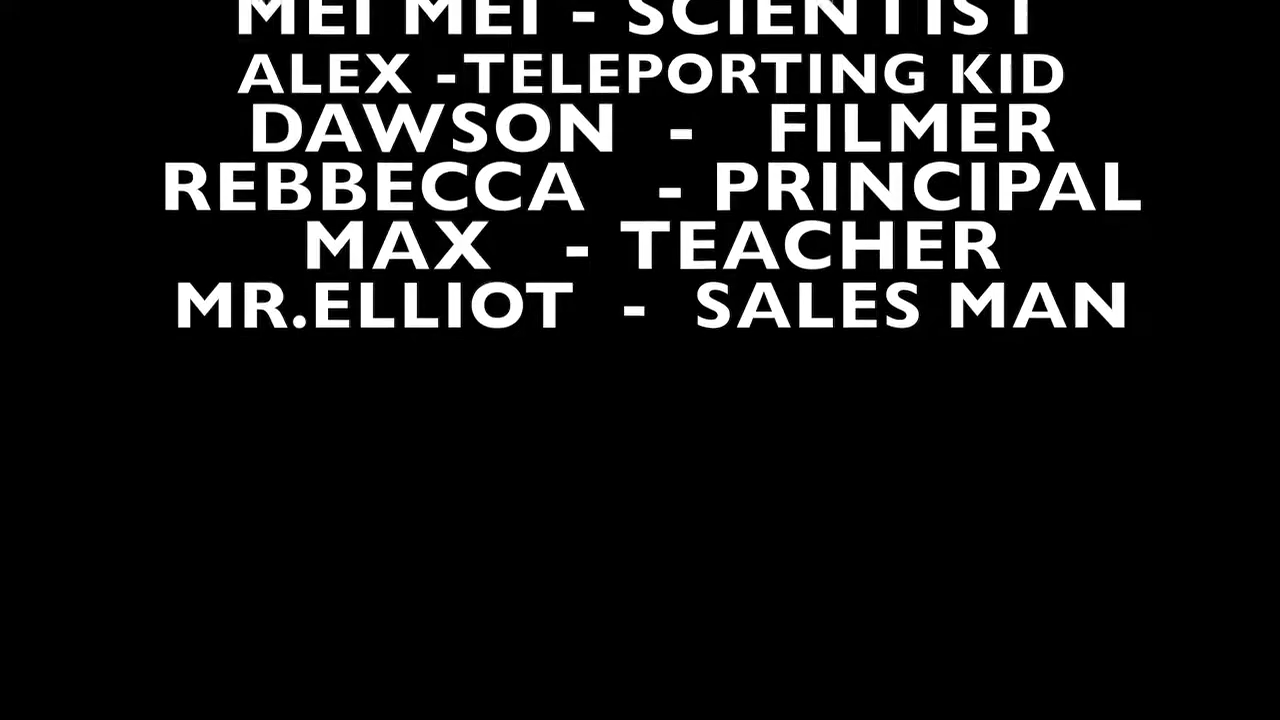 MEI MEI - SCIENTIST
ALEX -TELEPORTING KID
DAWSON - FILMER
REBBECCA - PRINCIPAL
MAX - TEACHER
MR.ELLIOT - SALES MAN